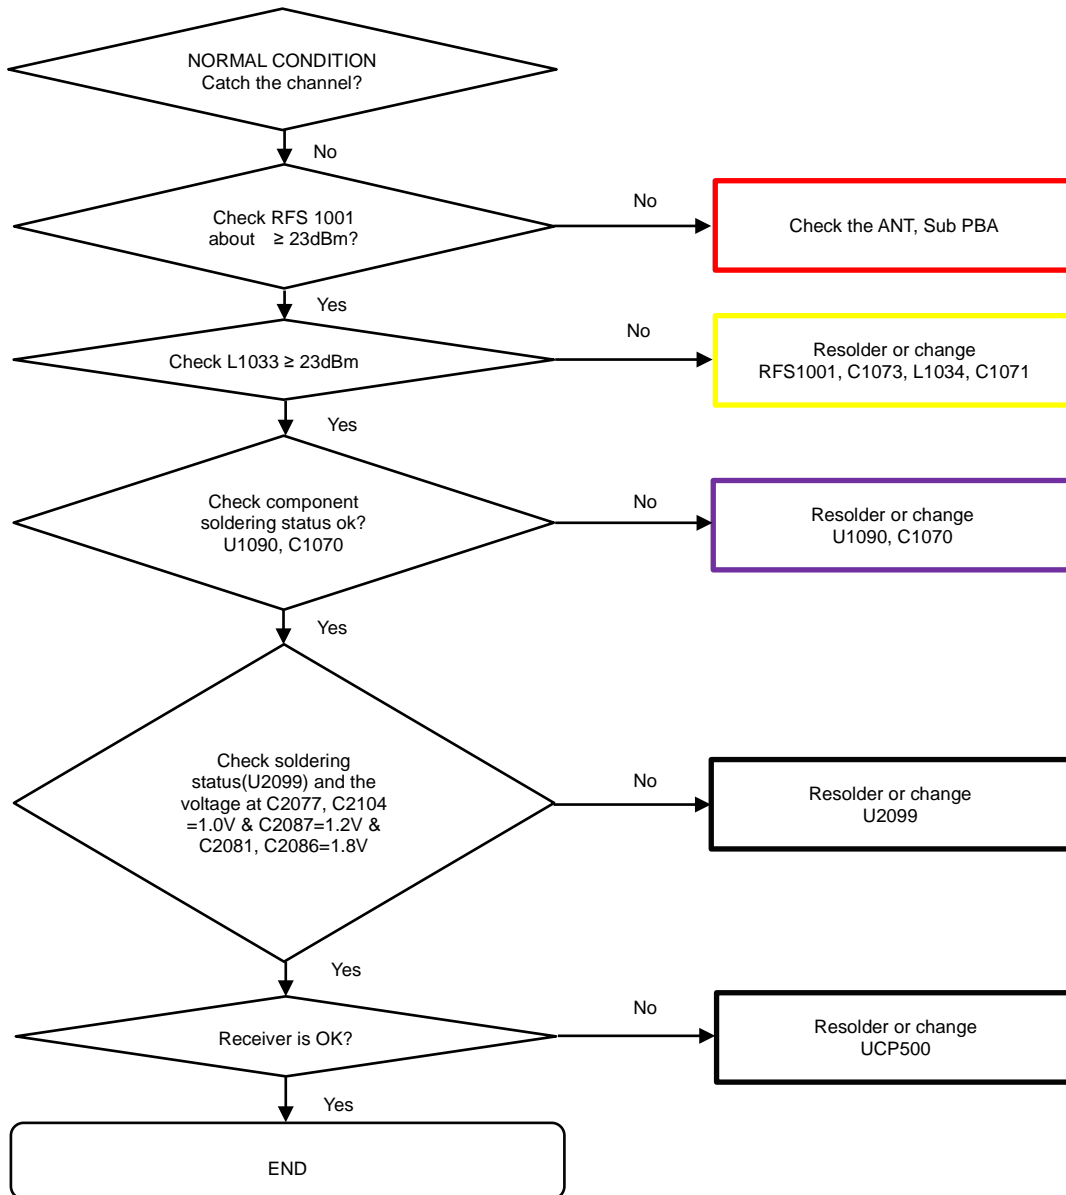 NORMAL CONDITION
Catch the channel?
No
Check RFS 1001
about ≥ 23dBm?
No
Check the ANT, Sub PBA
Yes
Check L1033 ≥ 23dBm
No
Resolder or change
RFS1001, C1073, L1034, C1071
Yes
Check component
soldering status ok?
U1090, C1070
No
Resolder or change
U1090, C1070
Yes
Check soldering
status(U2099) and the
voltage at C2077, C2104
=1.0V & C2087=1.2V &
C2081, C2086=1.8V
No
Resolder or change
U2099
Yes
Receiver is OK?
No
Resolder or change
UCP500
Yes
END